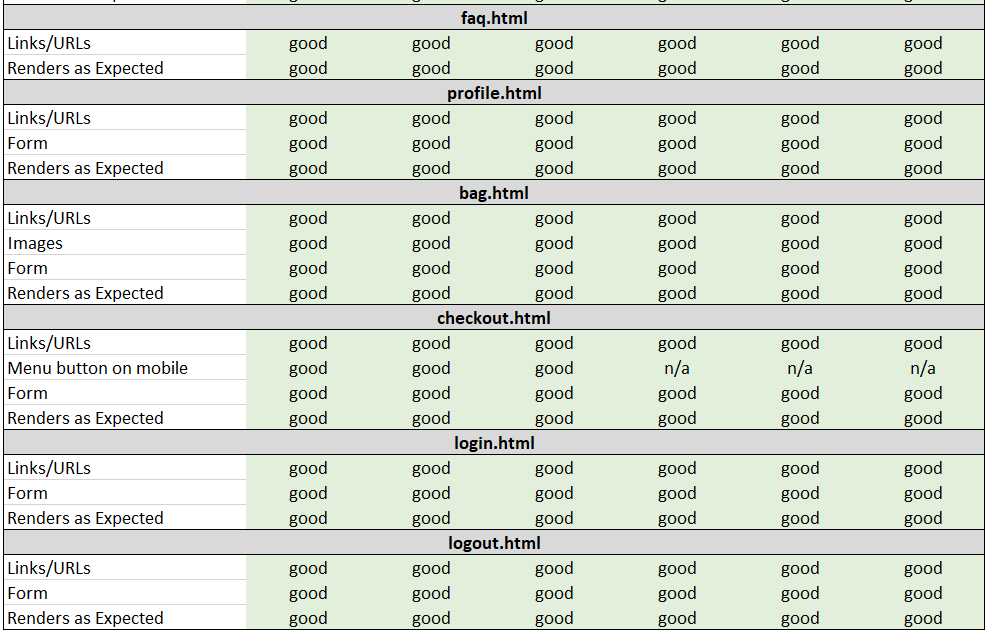 faq.html
Links/URLs good good good good good good
Renders as Expected good good good good good good
profile.html
Links/URLs good good good good good good
Form good good good good good good
Renders as Expected good good good good good good
bag.html
Links/URLs good good good good good good
Images good good good good good good
Form good good good good good good
Renders as Expected good good good good good good
checkout.html
Links/URLs good good good good good good
Menu button on mobile good good good n/a n/a n/a
Form good good good good good good
Renders as Expected good good good good good good
login.html
Links/URLs good good good good good good
Form good good good good good good
Renders as Expected good good good good good good
logout.html
Links/URLs good good good good good good
Form good good good good good good
Renders as Expected good good good good good good